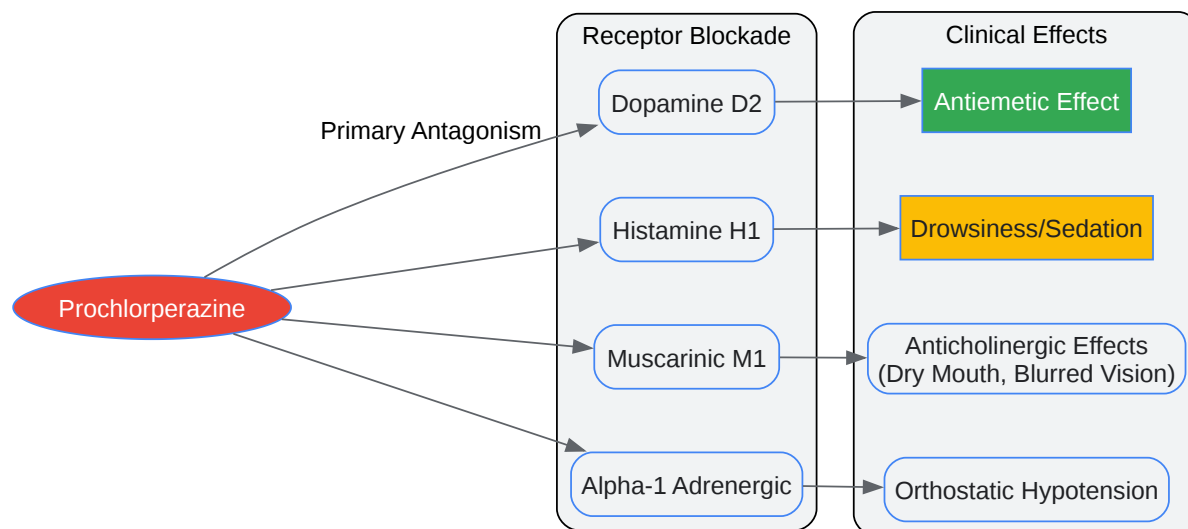 Receptor Blockade
Clinical Effects
Dopamine D2
Antiemetic Effect
Primary Antagonism
Histamine H1
Drowsiness/Sedation
Prochlorperazine
Muscarinic M1
Anticholinergic Effects
(Dry Mouth, Blurred Vision)
Alpha-1 Adrenergic
Orthostatic Hypotension